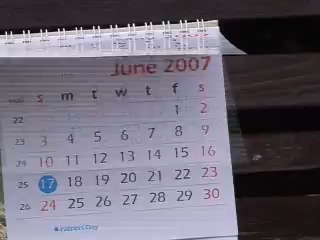 June 2007
s m t w t f s
22 1 2
23 3 4 5 6 7 8 9
24 10 11 12 13 14 15 16
25 17 18 19 20 21 22 23
26 24 25 26 27 28 29 30
Fathers Day